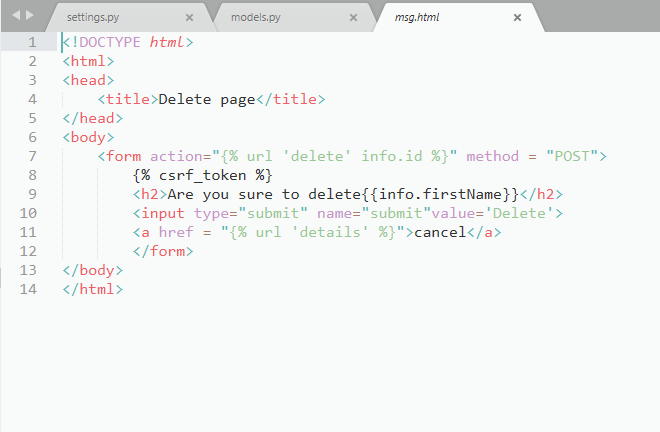 settings.py × models.py × msg.html ×
1 <!DOCTYPE html>
2 <html>
3 <head>
4 <title>Delete page</title>
5 </head>
6 <body>
7 <form action="{% url 'delete' info.id %}" method = "POST">
8 {% csrf_token %}
9 <h2>Are you sure to delete{{info.firstName}}</h2>
10 <input type="submit" name="submit"value='Delete'>
11 <a href = "{% url 'details' %}">cancel</a>
12 </form>
13 </body>
14 </html>